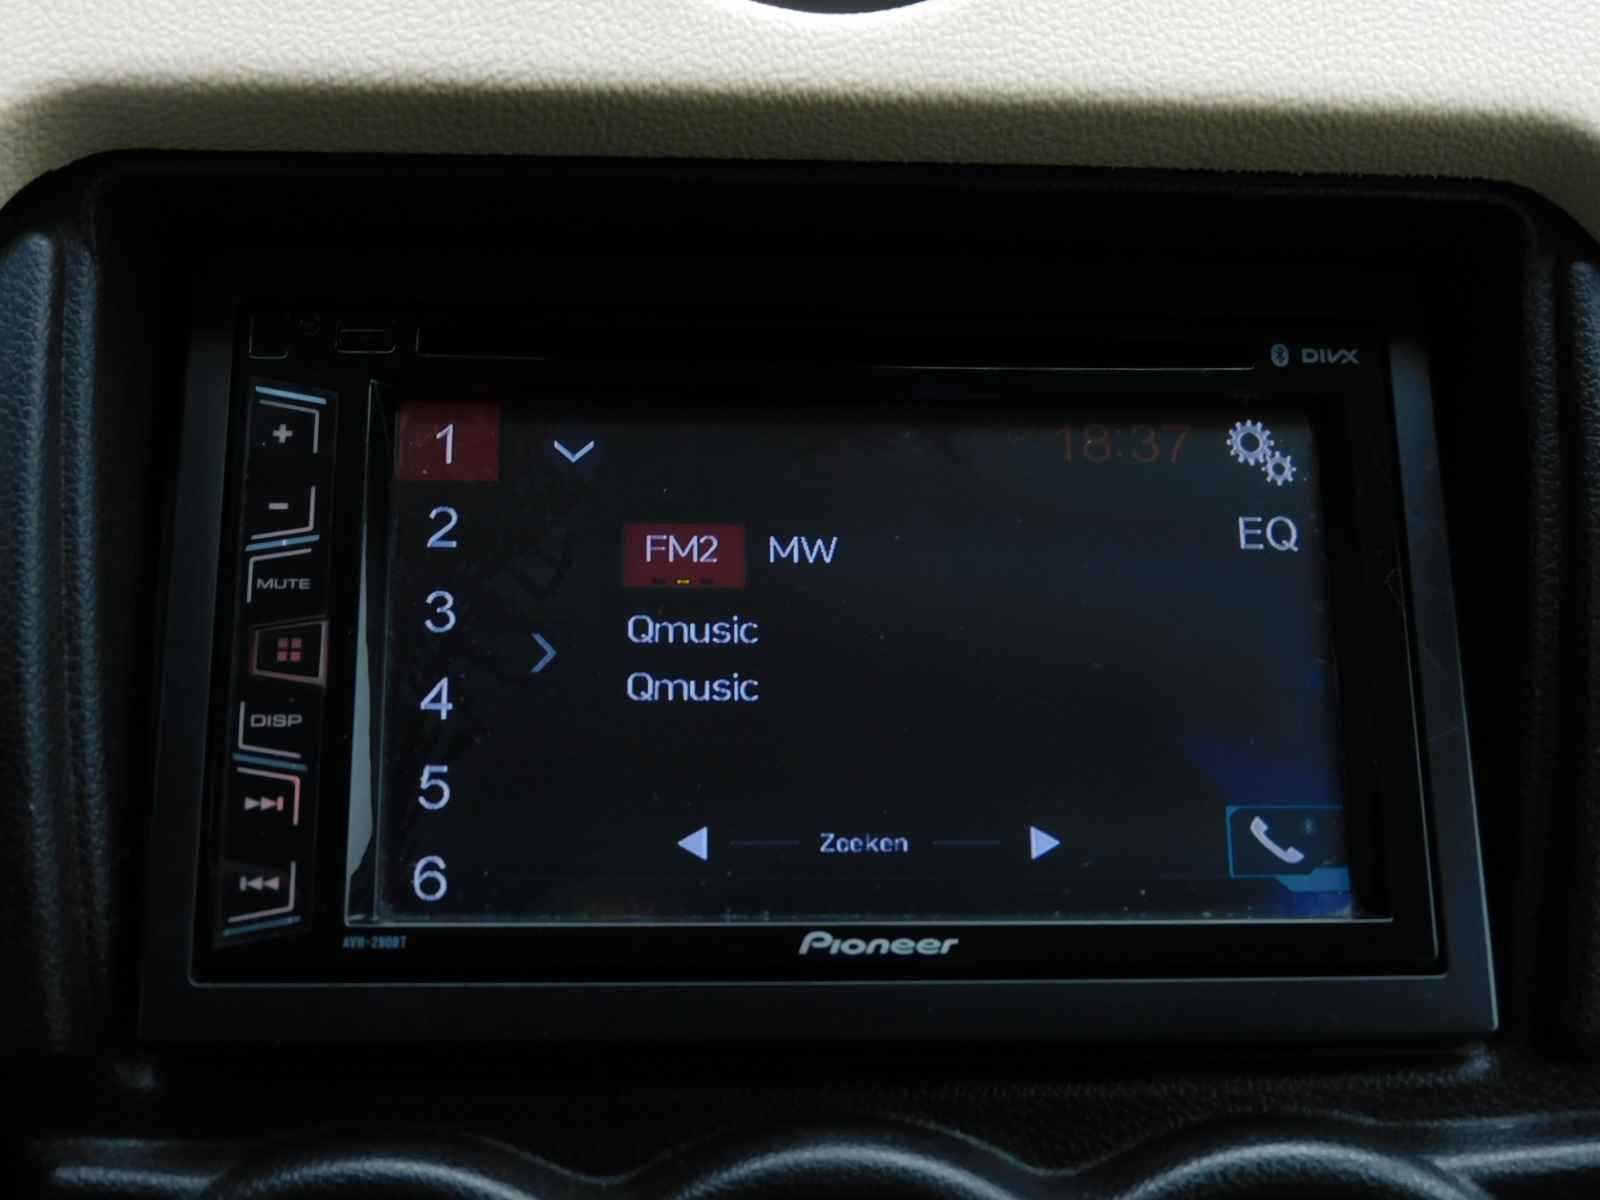 DIVX
1
18:37
2
EQ
FM2 MW
MUTE
3
Qmusic
4
Qmusic
DISP
5
Zoeken
6
AVH-290BT
Pioneer